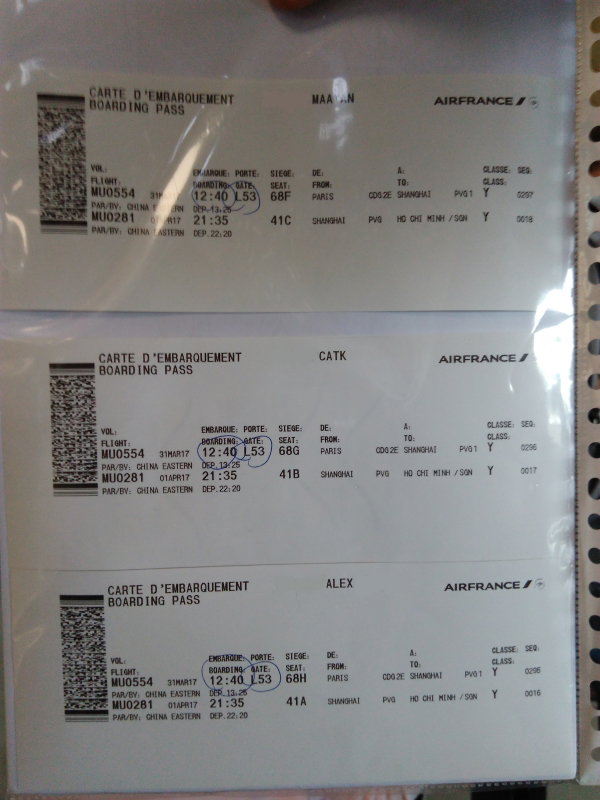 CARTE D'EMBARQUEMENT MAAYAN AIRFRANCE
BOARDING PASS
VOL: EMBARQUE: PORTE: SIEGE: DE: A: CLASSE: SEQ:
FLIGHT: BOARDING: GATE: SEAT: FROM: TO: CLASS:
MU0554 31MAR17 12:40 L53 68F PARIS CDG2E SHANGHAI PVG1 Y 0297
PAR/BY: CHINA EASTERN DEP.13:25
MU0281 01APR17 21:35 41C SHANGHAI PVG HO CHI MINH /SGN Y 0018
PAR/BY: CHINA EASTERN DEP.22:20
CARTE D'EMBARQUEMENT CATK AIRFRANCE
BOARDING PASS
VOL: EMBARQUE: PORTE: SIEGE: DE: A: CLASSE: SEQ:
FLIGHT: BOARDING: GATE: SEAT: FROM: TO: CLASS:
MU0554 31MAR17 12:40 L53 68G PARIS CDG2E SHANGHAI PVG1 Y 0296
PAR/BY: CHINA EASTERN DEP.13:25
MU0281 01APR17 21:35 41B SHANGHAI PVG HO CHI MINH /SGN Y 0017
PAR/BY: CHINA EASTERN DEP.22:20
CARTE D'EMBARQUEMENT ALEX AIRFRANCE
BOARDING PASS
VOL: EMBARQUE: PORTE: SIEGE: DE: A: CLASSE: SEQ:
FLIGHT: BOARDING: GATE: SEAT: FROM: TO: CLASS:
MU0554 31MAR17 12:40 L53 68H PARIS CDG2E SHANGHAI PVG1 Y 0295
PAR/BY: CHINA EASTERN DEP.13:25
MU0281 01APR17 21:35 41A SHANGHAI PVG HO CHI MINH /SGN Y 0016
PAR/BY: CHINA EASTERN DEP.22:20